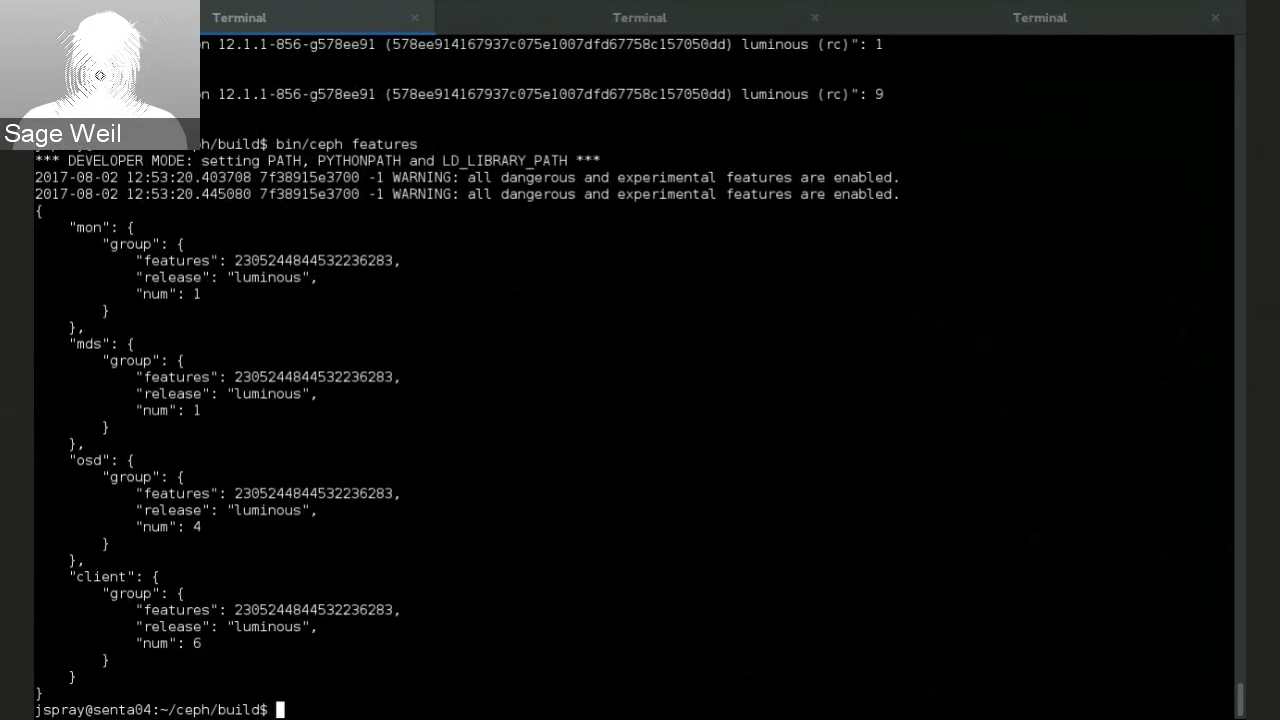 Terminal
Terminal
Terminal
on 12.1.1-856-g578ee91 (578ee914167937c075e1007dfd67758c157050dd) luminous (rc)": 1
on 12.1.1-856-g578ee91 (578ee914167937c075e1007dfd67758c157050dd) luminous (rc)": 9
Sage Weil
ceph/build$ bin/ceph features
*** DEVELOPER MODE: setting PATH, PYTHONPATH and LD_LIBRARY_PATH ***
2017-08-02 12:53:20.403708 7f38915e3700 -1 WARNING: all dangerous and experimental features are enabled.
2017-08-02 12:53:20.445080 7f38915e3700 -1 WARNING: all dangerous and experimental features are enabled.
{
    "mon": {
        "group": {
            "features": 2305244844532236283,
            "release": "luminous",
            "num": 1
        }
    },
    "mds": {
        "group": {
            "features": 2305244844532236283,
            "release": "luminous",
            "num": 1
        }
    },
    "osd": {
        "group": {
            "features": 2305244844532236283,
            "release": "luminous",
            "num": 4
        }
    },
    "client": {
        "group": {
            "features": 2305244844532236283,
            "release": "luminous",
            "num": 6
        }
    }
}
jspray@senta04:~/ceph/build$